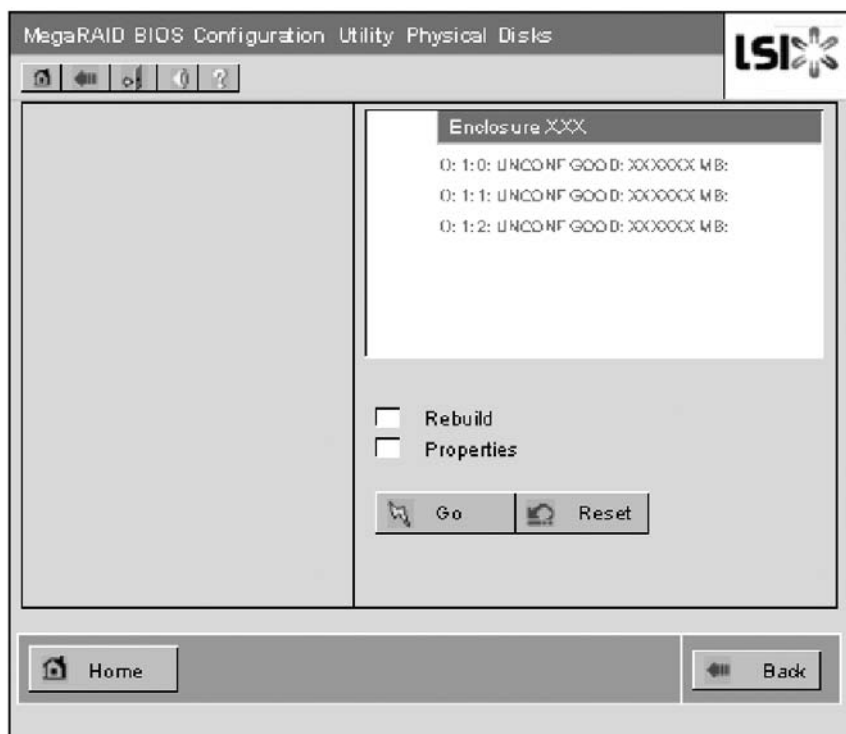 MegaRAID BIOS Configuration Utility Physical Disks
LSI
?
Enclosure XXX
0: 1:0: UNCONF GOOD: XXXXXX MB:
0: 1:1: UNCONF GOOD: XXXXXX MB:
0: 1:2: UNCONF GOOD: XXXXXX MB:
Rebuild
Properties
Go
Reset
Home
Back